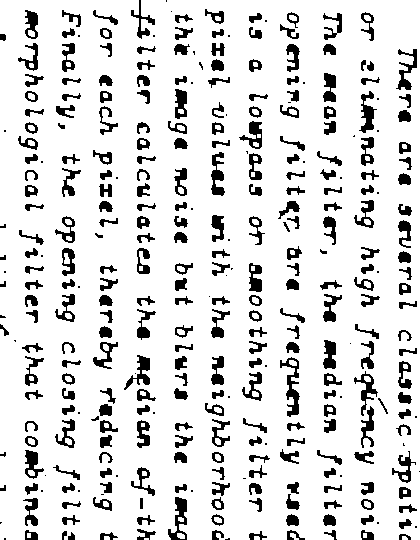 There are several classic spatial
or eliminating high frequency nois
The mean filter, the median filter
opening filter are frequently used
is a lowpass or smoothing filter t
pixel values with the neighborhood
the image noise but blurs the imag
filter calculates the median of th
for each pixel, thereby reducing t
Finally, the opening closing filte
morphological filter that combines